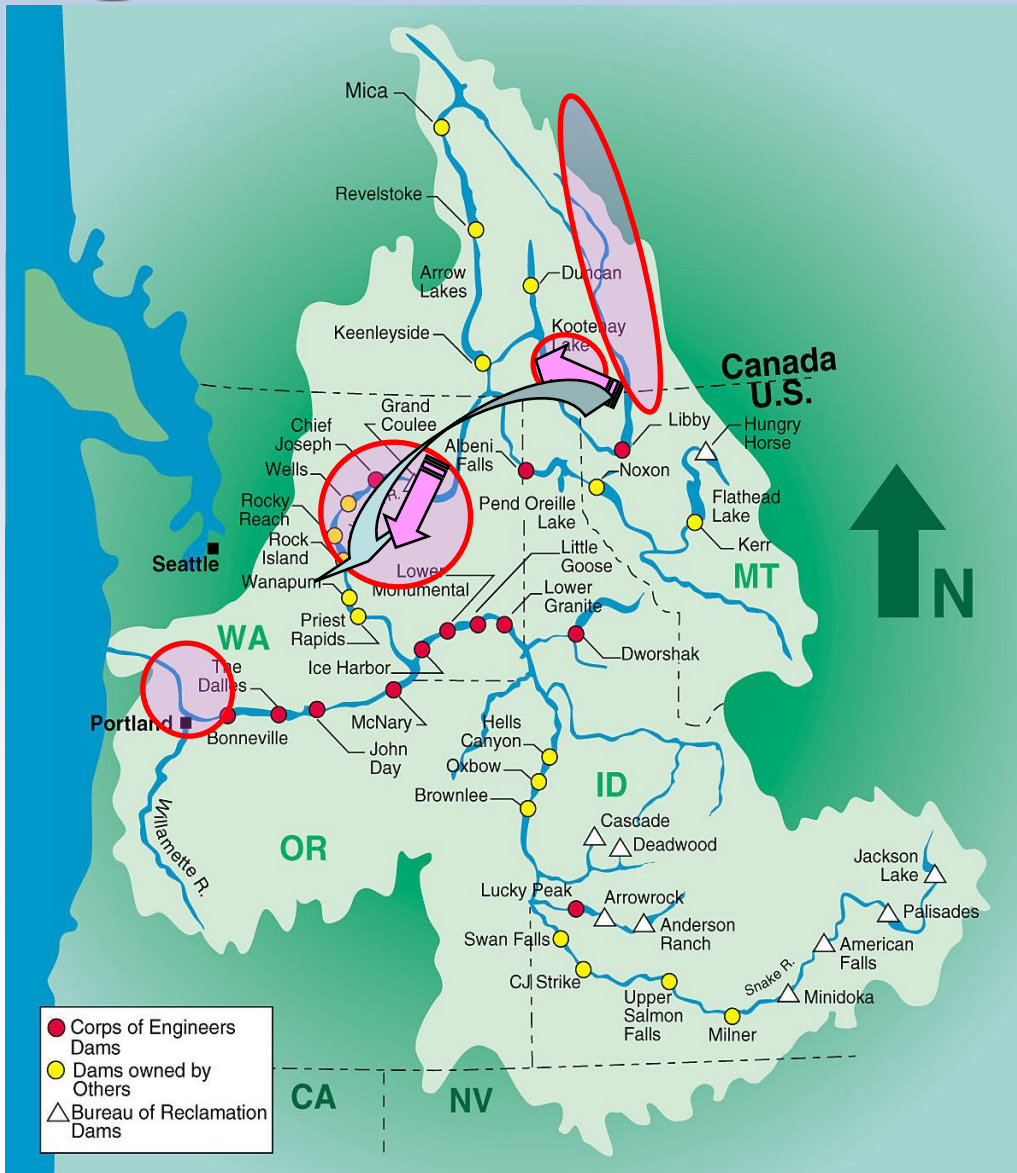 Mica
Revelstoke
Arrow
Lakes
Duncan
Keenleyside
Kootenay
Lake
Canada
U.S.
Grand
Coulee
Chief
Joseph
Albeni
Falls
Libby
Hungry
Horse
Wells
Noxon
R.
Rocky
Reach
Pend Oreille
Lake
Flathead
Lake
Rock
Island
Kerr
Seattle
Little
Goose
Wanapum
Lower
Monumental
MT
N
Lower
Granite
Priest
Rapids
WA
Ice Harbor
Dworshak
The
Dalles
Portland
Bonneville
McNary
John
Day
Hells
Canyon
Oxbow
Brownlee
ID
Willamette R.
OR
Cascade
Deadwood
Jackson
Lake
Lucky Peak
Arrowrock
Palisades
Anderson
Ranch
Swan Falls
American
Falls
CJ Strike
Snake R.
Upper
Salmon
Falls
Minidoka
Milner
Corps of Engineers
Dams
Dams owned by
Others
Bureau of Reclamation
Dams
CA
NV